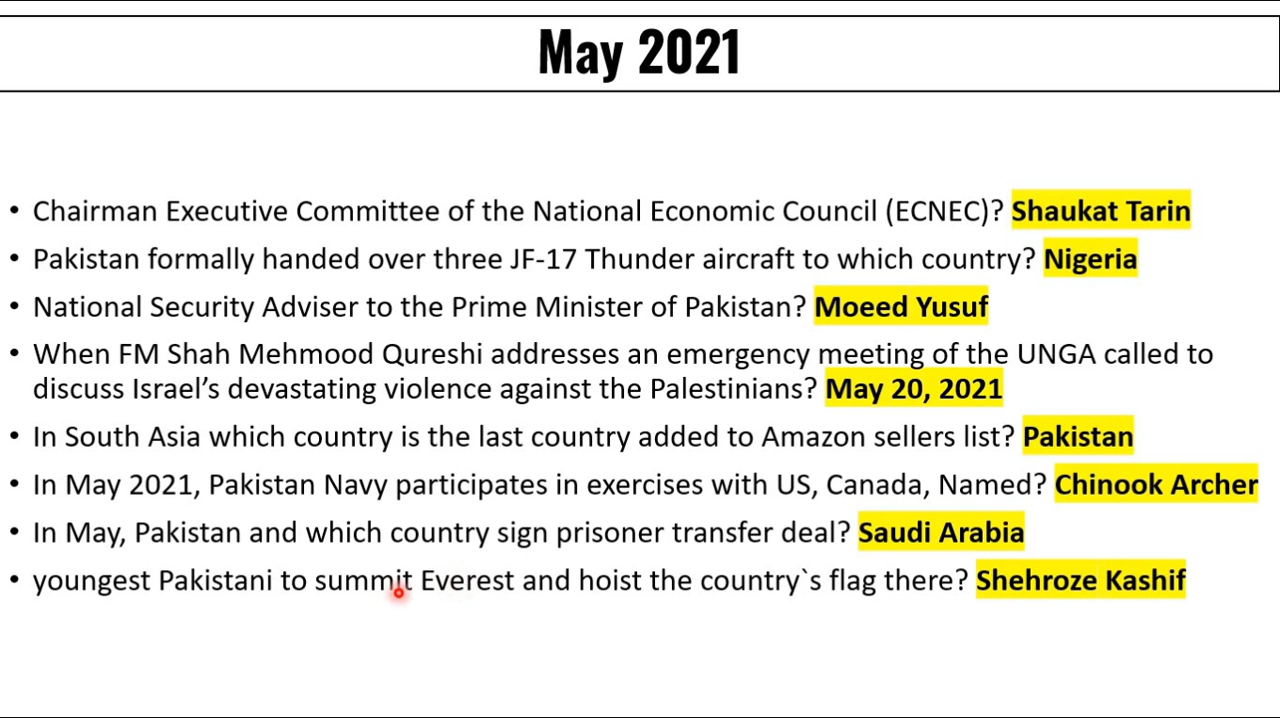 May 2021
• Chairman Executive Committee of the National Economic Council (ECNEC)? Shaukat Tarin
• Pakistan formally handed over three JF-17 Thunder aircraft to which country? Nigeria
• National Security Adviser to the Prime Minister of Pakistan? Moeed Yusuf
• When FM Shah Mehmood Qureshi addresses an emergency meeting of the UNGA called to
discuss Israel’s devastating violence against the Palestinians? May 20, 2021
• In South Asia which country is the last country added to Amazon sellers list? Pakistan
• In May 2021, Pakistan Navy participates in exercises with US, Canada, Named? Chinook Archer
• In May, Pakistan and which country sign prisoner transfer deal? Saudi Arabia
• youngest Pakistani to summit Everest and hoist the country`s flag there? Shehroze Kashif